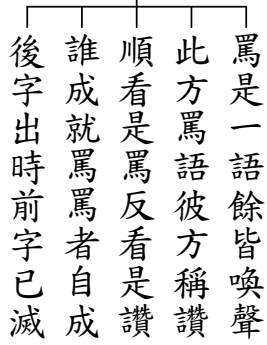 罵是一語餘皆喚聲
此方罵語彼方稱讚
順看是罵反看是讚
誰成就罵罵者自成
後字出時前字已滅